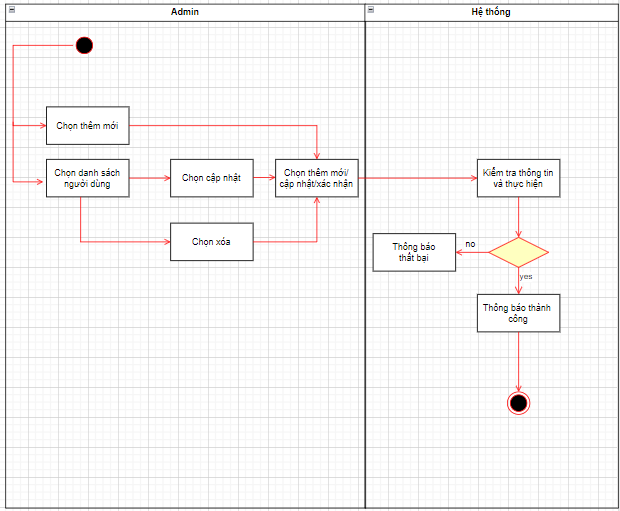 Admin
Hệ thống
Chọn thêm mới
Chọn danh sách
người dùng
Chọn cập nhật
Chọn thêm mới/
cập nhật/xác nhận
Kiểm tra thông tin
và thực hiện
Chọn xóa
Thông báo
thất bại
no
yes
Thông báo thành
công